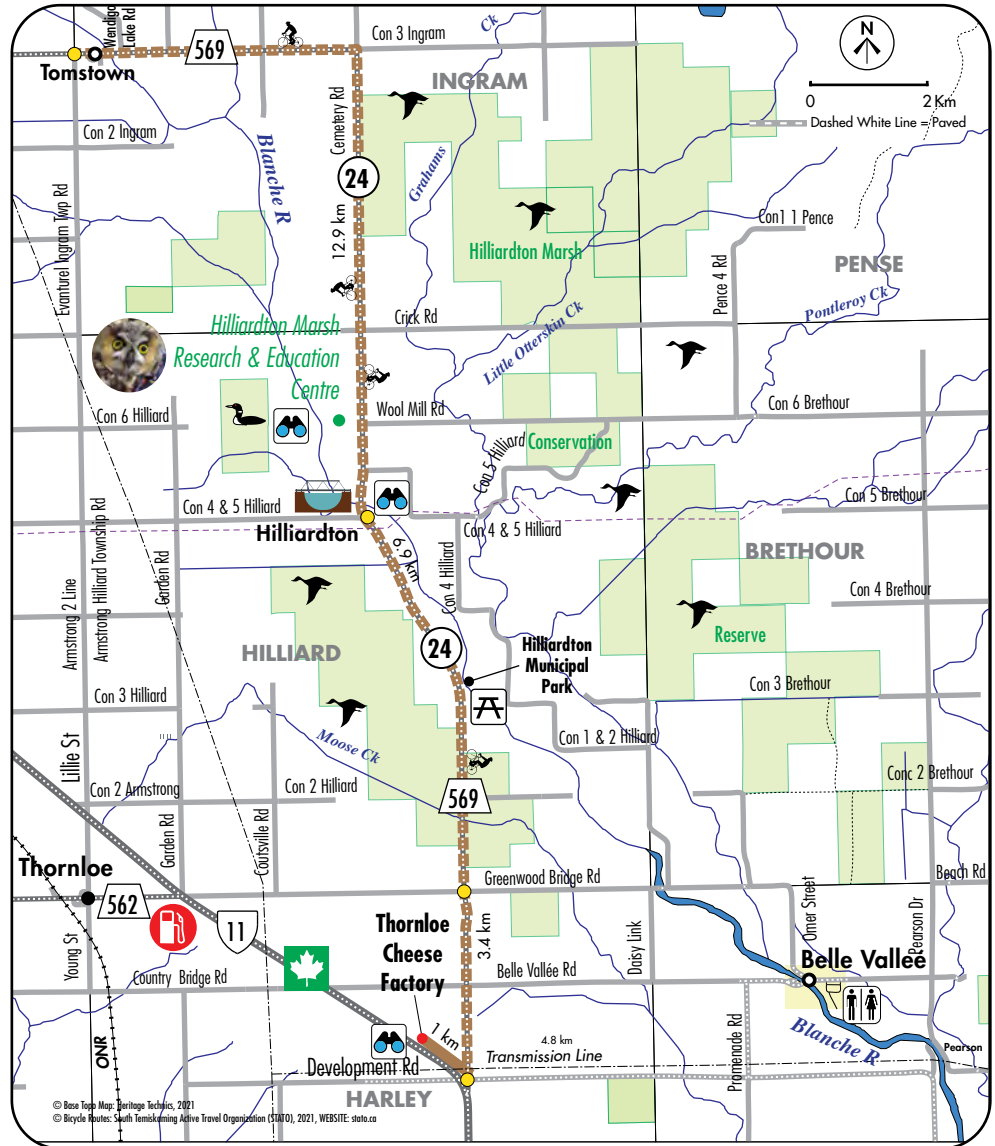 Wendigo
Lake Rd
Ck
Con 3 Ingram
569
Tomstown
INGRAM
0
2 Km
Dashed White Line = Paved
Con 2 Ingram
Cemetery Rd
Blanche R
Grahams
24
Evanturel Ingram Twp Rd
12.9 km
Con1 1 Pence
Hilliardton Marsh
Pence 4 Rd
PENSE
Pontleroy Ck
Crick Rd
Little Otterskin Ck
Hilliardton Marsh
Research & Education
Centre
Con 6 Hilliard
Wool Mill Rd
Con 6 Brethour
Conservation
Con 5 Hilliard
Con 5 Brethour
Con 4 & 5 Hilliard
Hilliardton
Con 4 & 5 Hilliard
6.9 km
BRETHOUR
Armstrong 2 Line
Armstrong Hilliard Township Rd
Garden Rd
Con 4 Hilliard
Con 4 Brethour
Reserve
HILLIARD
24
Hilliardton
Municipal
Park
Con 3 Hilliard
Con 3 Brethour
Con 1 & 2 Hilliard
Moose Ck
Lillie St
Con 2 Armstrong
Con 2 Hilliard
569
Conc 2 Brethour
Garden Rd
Coutsville Rd
Thornloe
562
Greenwood Bridge Rd
Beach Rd
11
Thornloe
Cheese
Factory
3.4 km
Daisy Link
Omer Street
Pearson Dr
Young St
Country Bridge Rd
Belle Vallée Rd
Belle Vallée
1 km
4.8 km
Transmission Line
Promenade Rd
Blanche R
Pearson
ONR
Development Rd
HARLEY
© Base Topo Map: Heritage Technics, 2021
© Bicycle Routes: South Temiskaming Active Travel Organization (STATO), 2021, WEBSITE: stato.ca